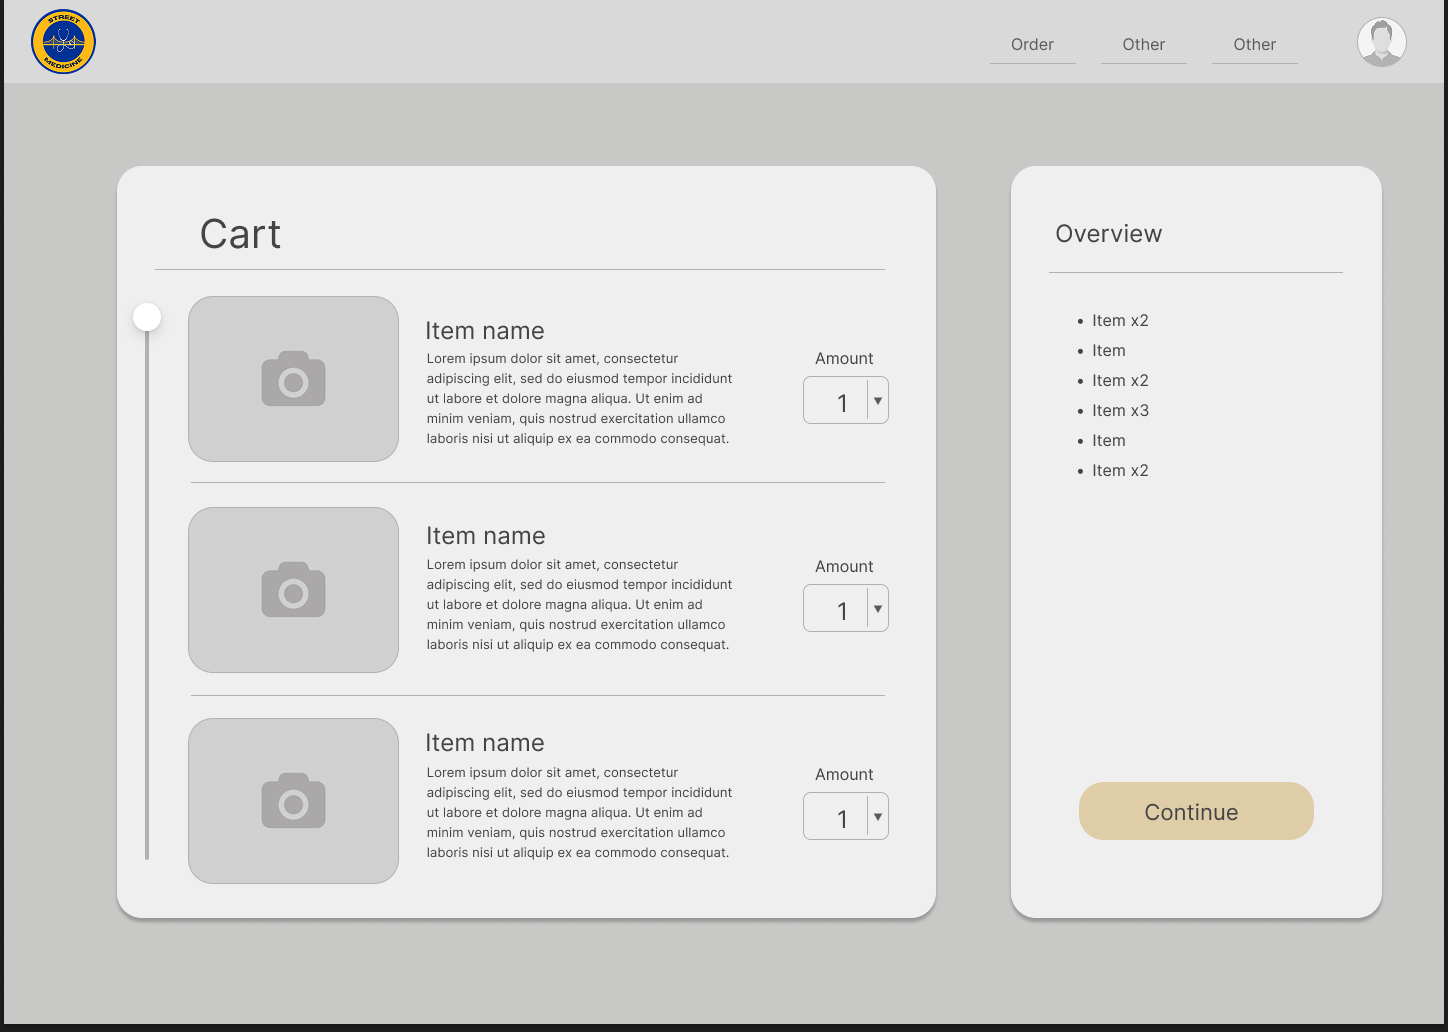 STREET
MEDICINE
Order
Other
Other
Cart
Item name
Lorem ipsum dolor sit amet, consectetur
adipiscing elit, sed do eiusmod tempor incididunt
ut labore et dolore magna aliqua. Ut enim ad
minim veniam, quis nostrud exercitation ullamco
laboris nisi ut aliquip ex ea commodo consequat.
Amount
1
Item name
Lorem ipsum dolor sit amet, consectetur
adipiscing elit, sed do eiusmod tempor incididunt
ut labore et dolore magna aliqua. Ut enim ad
minim veniam, quis nostrud exercitation ullamco
laboris nisi ut aliquip ex ea commodo consequat.
Amount
1
Item name
Lorem ipsum dolor sit amet, consectetur
adipiscing elit, sed do eiusmod tempor incididunt
ut labore et dolore magna aliqua. Ut enim ad
minim veniam, quis nostrud exercitation ullamco
laboris nisi ut aliquip ex ea commodo consequat.
Amount
1
Overview
• Item x2
• Item
• Item x2
• Item x3
• Item
• Item x2
Continue